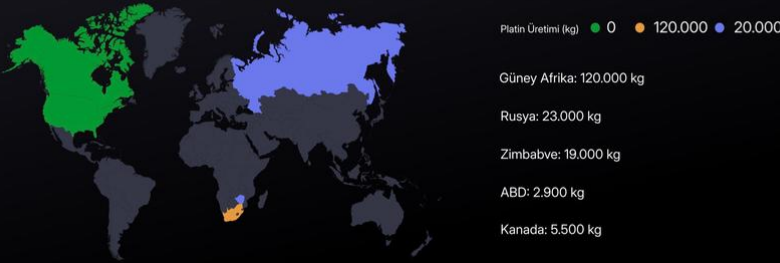 Platin Üretimi (kg) 0 120.000 20.000
Güney Afrika: 120.000 kg
Rusya: 23.000 kg
Zimbabve: 19.000 kg
ABD: 2.900 kg
Kanada: 5.500 kg